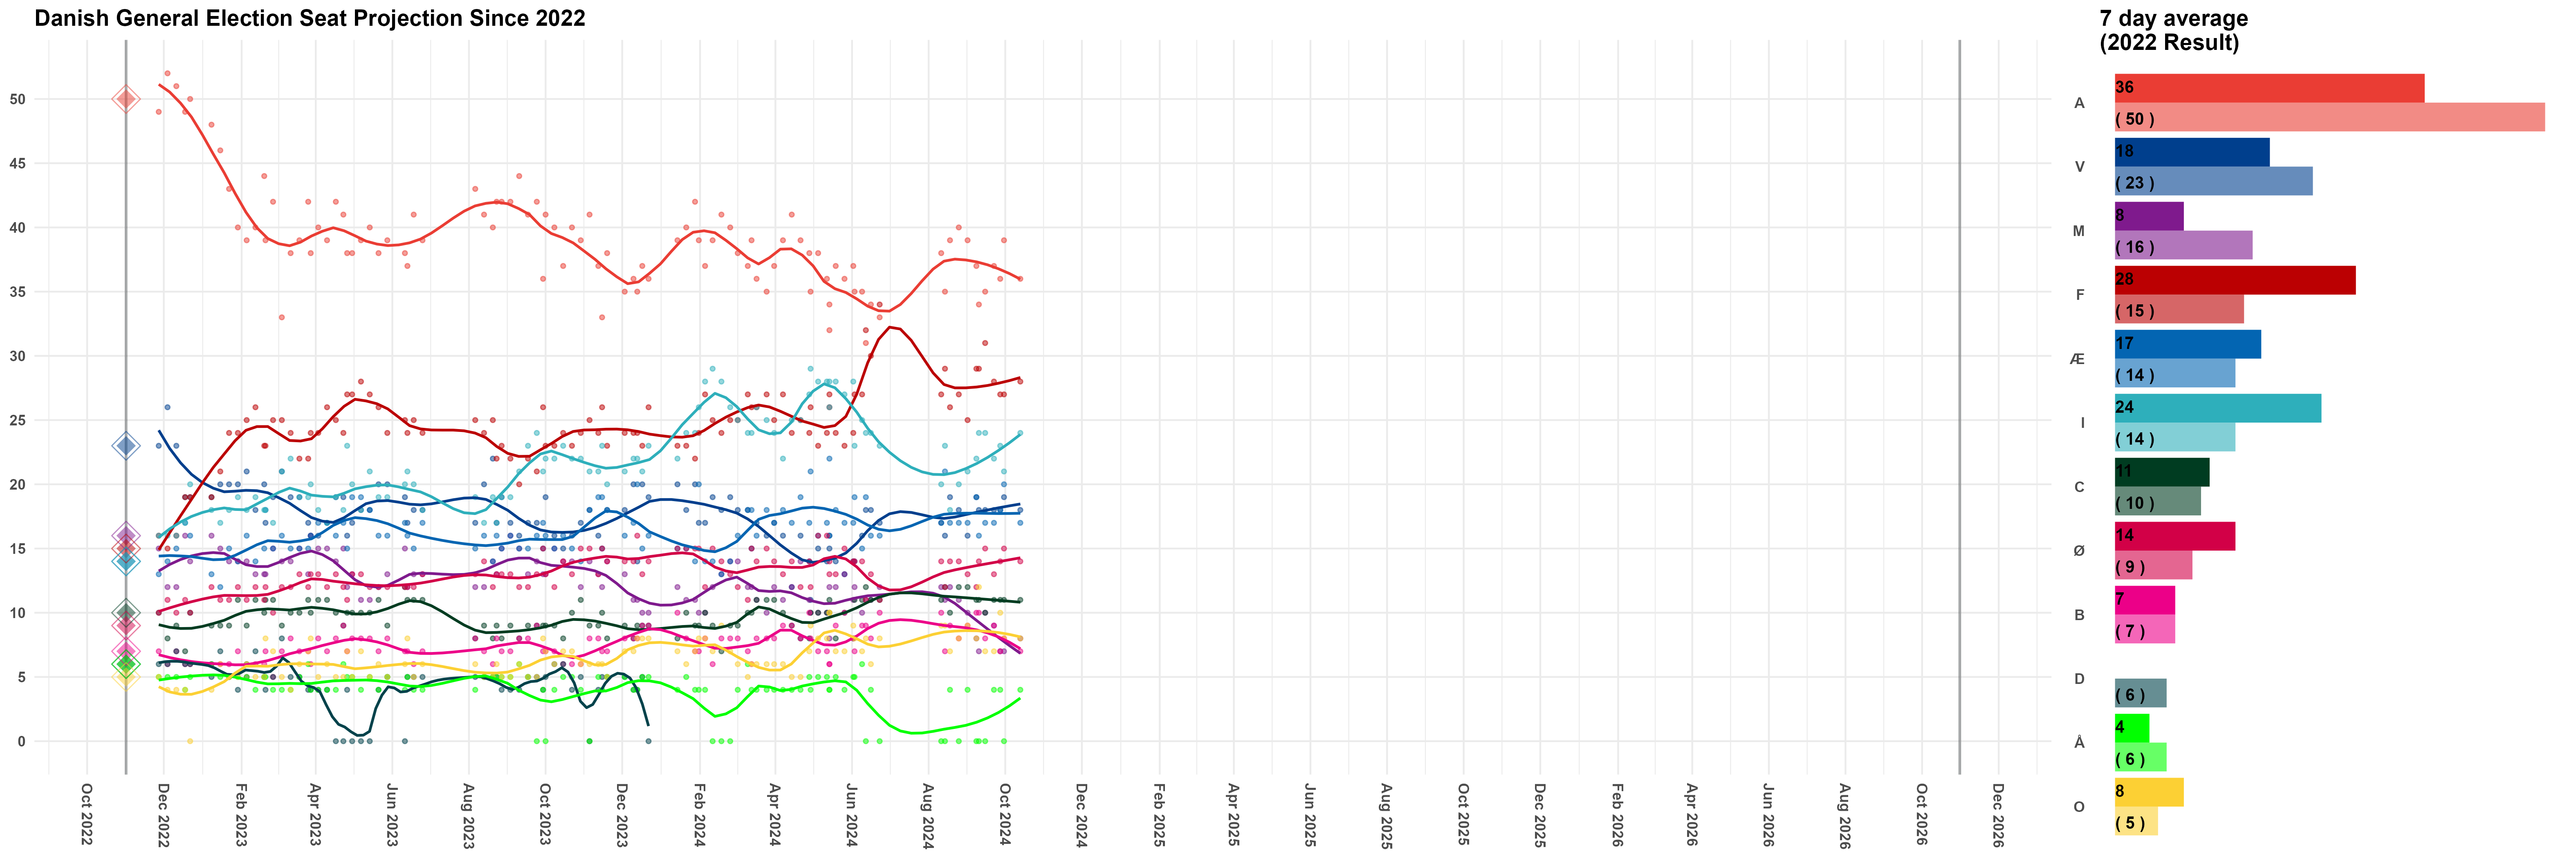 Danish General Election Seat Projection Since 2022
50
45
40
35
30
25
20
15
10
5
0
Oct 2022
Dec 2022
Feb 2023
Apr 2023
Jun 2023
Aug 2023
Oct 2023
Dec 2023
Feb 2024
Apr 2024
Jun 2024
Aug 2024
Oct 2024
Dec 2024
Feb 2025
Apr 2025
Jun 2025
Aug 2025
Oct 2025
Dec 2025
Feb 2026
Apr 2026
Jun 2026
Aug 2026
Oct 2026
Dec 2026
7 day average
(2022 Result)
A
36
( 50 )
V
18
( 23 )
M
8
( 16 )
F
28
( 15 )
Æ
17
( 14 )
I
24
( 14 )
C
11
( 10 )
Ø
14
( 9 )
B
7
( 7 )
D
( 6 )
Å
4
( 6 )
O
8
( 5 )